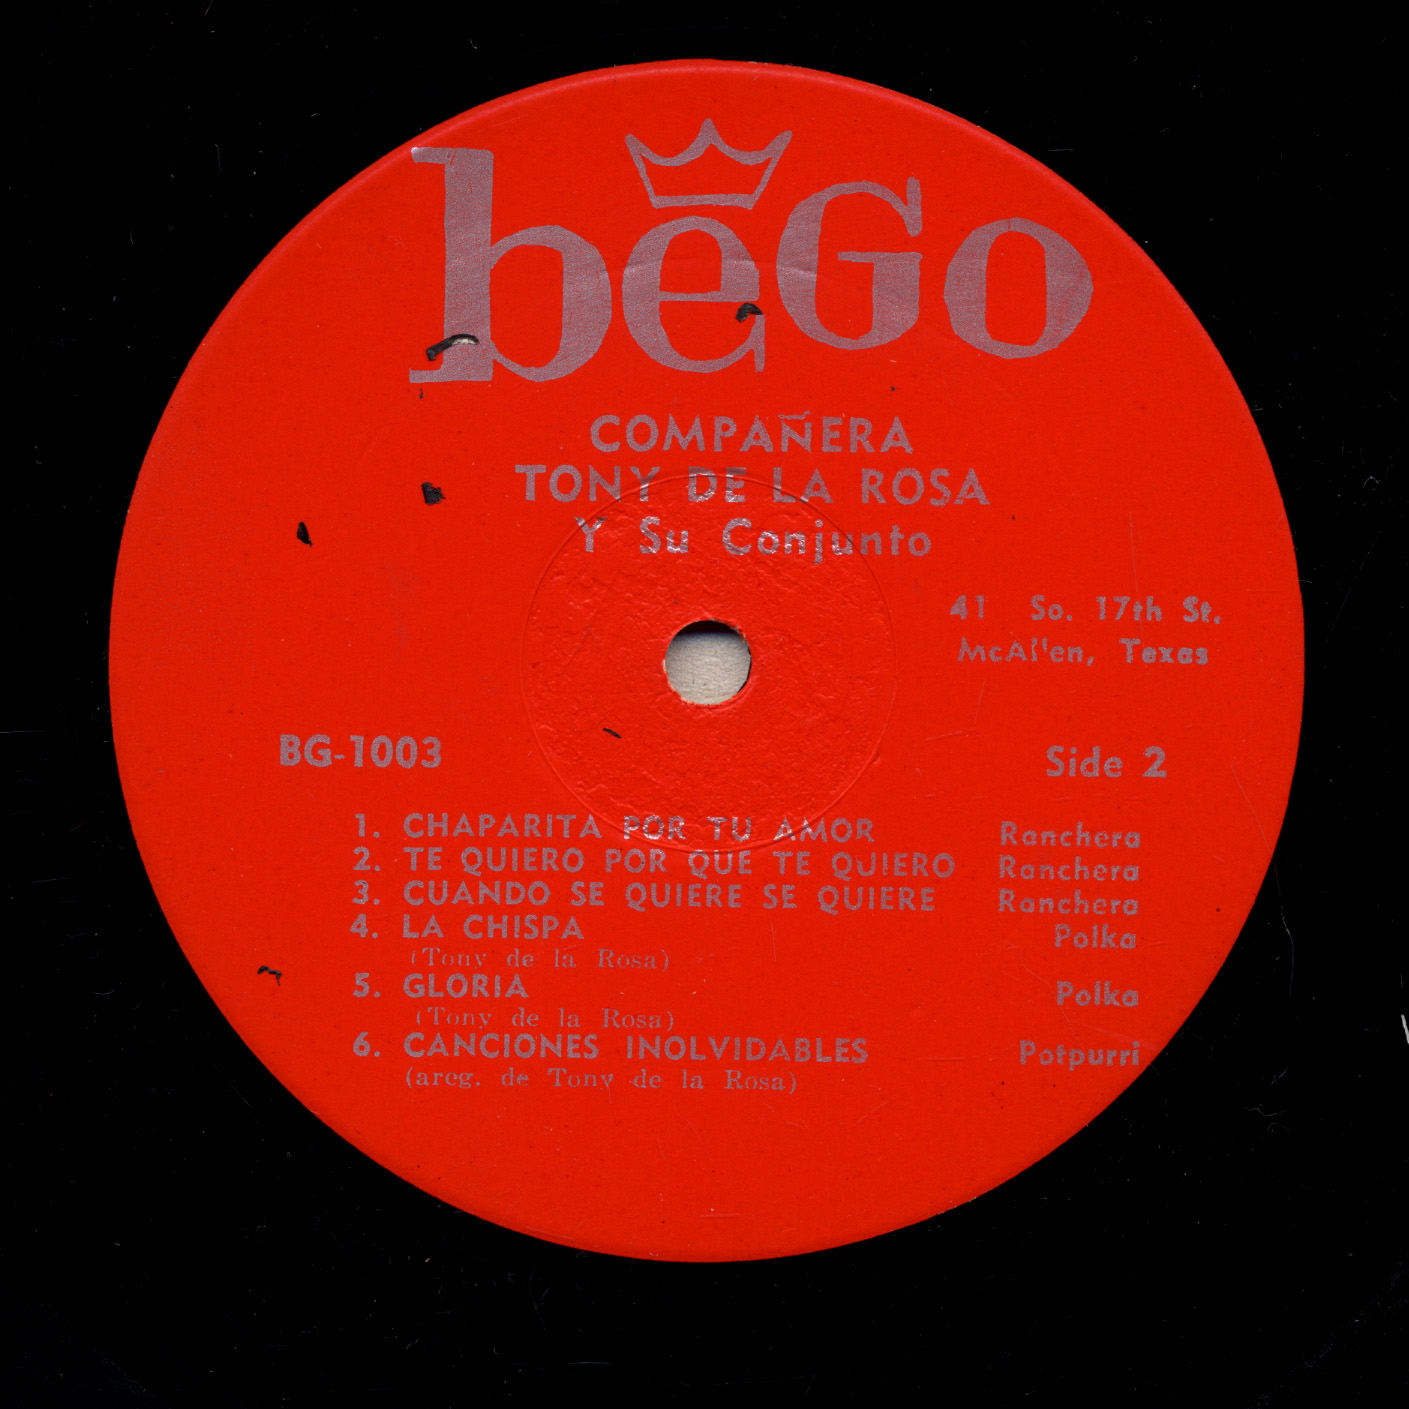 beGo
COMPAÑERA
TONY DE LA ROSA
Y Su Conjunto
41 So. 17th St.
McAllen, Texas
BG-1003
Side 2
1. CHAPARITA POR TU AMOR Ranchera
2. TE QUIERO POR QUE TE QUIERO Ranchera
3. CUANDO SE QUIERE SE QUIERE Ranchera
4. LA CHISPA Polka
(Tony de la Rosa)
5. GLORIA Polka
(Tony de la Rosa)
6. CANCIONES INOLVIDABLES Potpurri
(areg. de Tony de la Rosa)